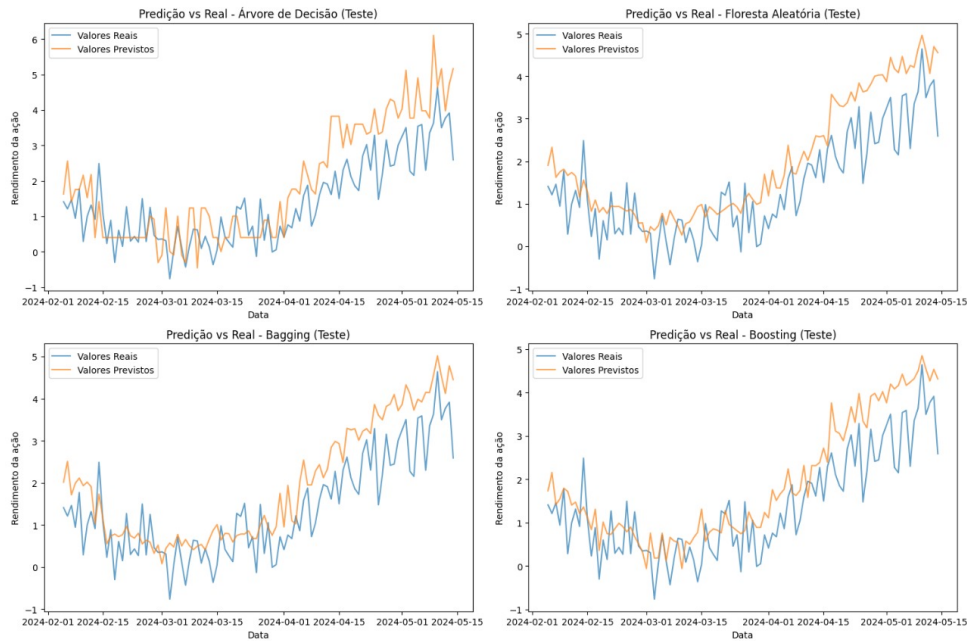 Predição vs Real - Árvore de Decisão (Teste)
Valores Reais
Valores Previstos
Rendimento da ação
6
5
4
3
2
1
0
−1
2024-02-01 2024-02-15 2024-03-01 2024-03-15 2024-04-01 2024-04-15 2024-05-01 2024-05-15
Data
Predição vs Real - Floresta Aleatória (Teste)
Valores Reais
Valores Previstos
Rendimento da ação
5
4
3
2
1
0
−1
2024-02-01 2024-02-15 2024-03-01 2024-03-15 2024-04-01 2024-04-15 2024-05-01 2024-05-15
Data
Predição vs Real - Bagging (Teste)
Valores Reais
Valores Previstos
Rendimento da ação
5
4
3
2
1
0
−1
2024-02-01 2024-02-15 2024-03-01 2024-03-15 2024-04-01 2024-04-15 2024-05-01 2024-05-15
Data
Predição vs Real - Boosting (Teste)
Valores Reais
Valores Previstos
Rendimento da ação
5
4
3
2
1
0
−1
2024-02-01 2024-02-15 2024-03-01 2024-03-15 2024-04-01 2024-04-15 2024-05-01 2024-05-15
Data